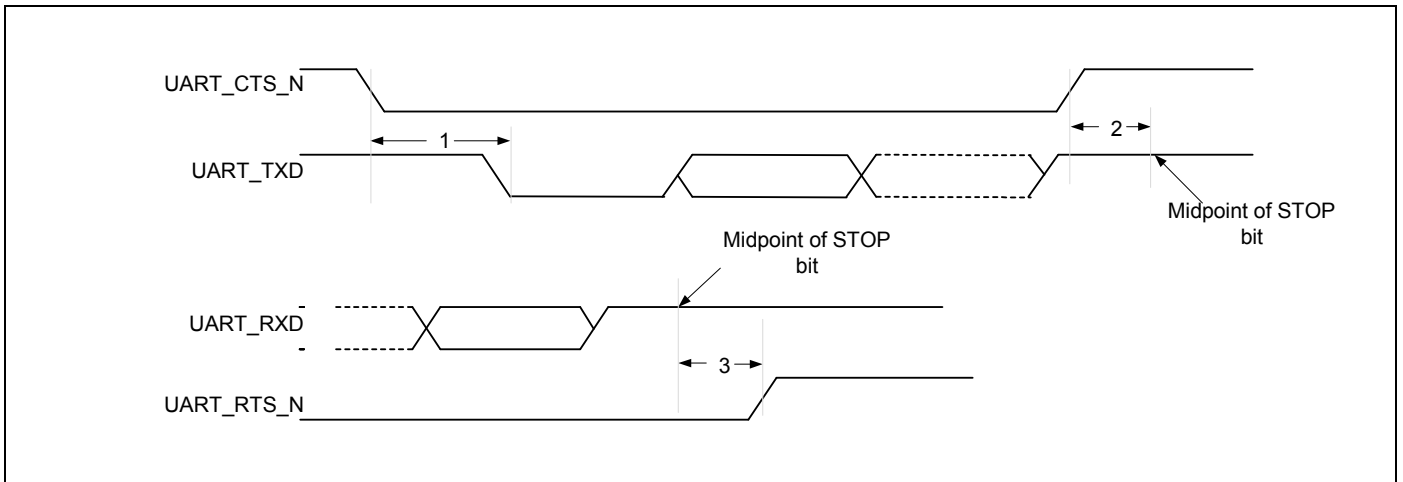 UART_CTS_N
1
2
UART_TXD
Midpoint of STOP
bit
Midpoint of STOP
bit
UART_RXD
3
UART_RTS_N